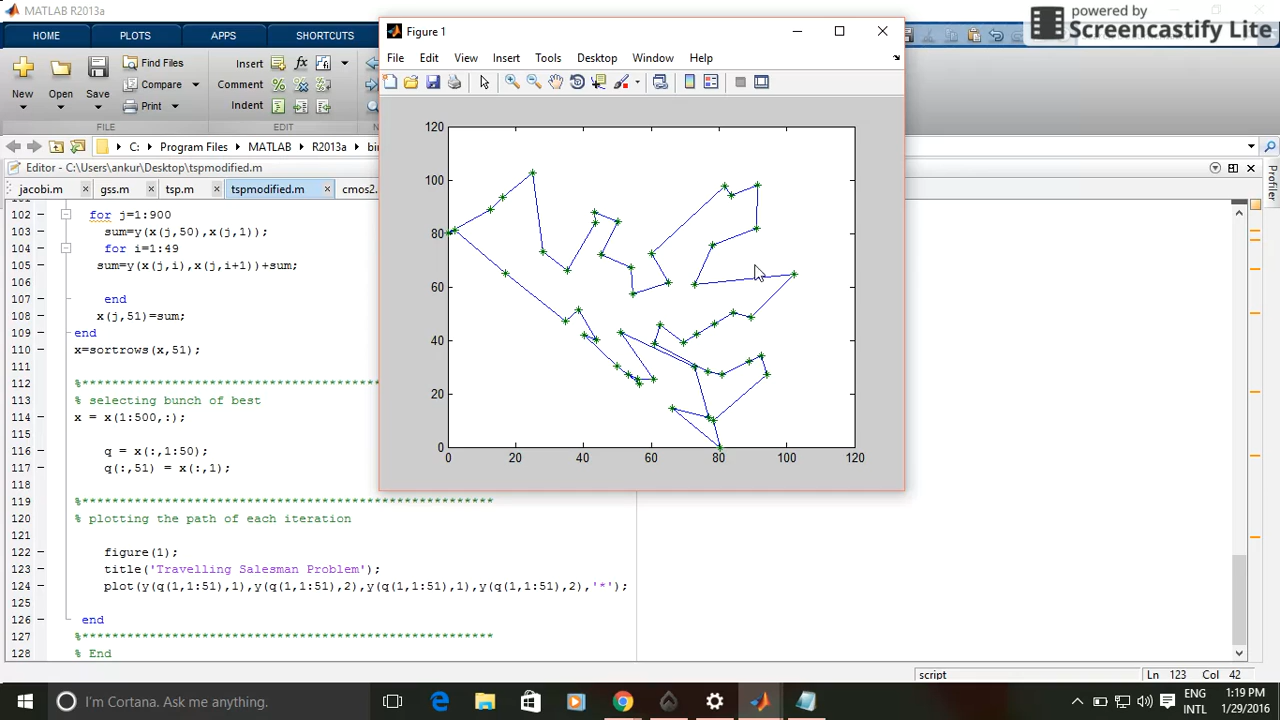 MATLAB R2013a
powered by
Screencastify Lite
HOME PLOTS APPS SHORTCUTS
Figure 1
File Edit View Insert Tools Desktop Window Help
New Open Save
Find Files
Compare
Print
Insert
Comment
Indent
FILE EDIT
C: Program Files MATLAB R2013a
Editor - C:\Users\ankur\Desktop\tspmodified.m
jacobi.m gss.m tsp.m tspmodified.m cmos2.
Profiler
120
100
80
60
40
20
0
0 20 40 60 80 100 120
102 for j=1:900
103 sum=y(x(j,50),x(j,1));
104 for i=1:49
105 sum=y(x(j,i),x(j,i+1))+sum;
106
107 end
108 x(j,51)=sum;
109 end
110 x=sortrows(x,51);
111
112 %******************************************
113 % selecting bunch of best
114 x = x(1:500,:);
115
116 q = x(:,1:50);
117 q(:,51) = x(:,1);
118
119 %********************************************************
120 % plotting the path of each iteration
121
122 figure(1);
123 title('Travelling Salesman Problem');
124 plot(y(q(1,1:51),1),y(q(1,1:51),2),y(q(1,1:51),1),y(q(1,1:51),2),'*');
125
126 end
127 %********************************************************
128 % End
script Ln 123 Col 42
I'm Cortana. Ask me anything.
ENG
INTL
1:19 PM
1/29/2016